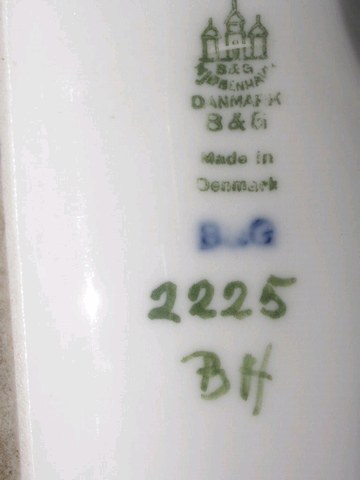 B&G
KJØBENHAVN
DANMARK
B&G
Made in
Denmark
B&G
2225
BH